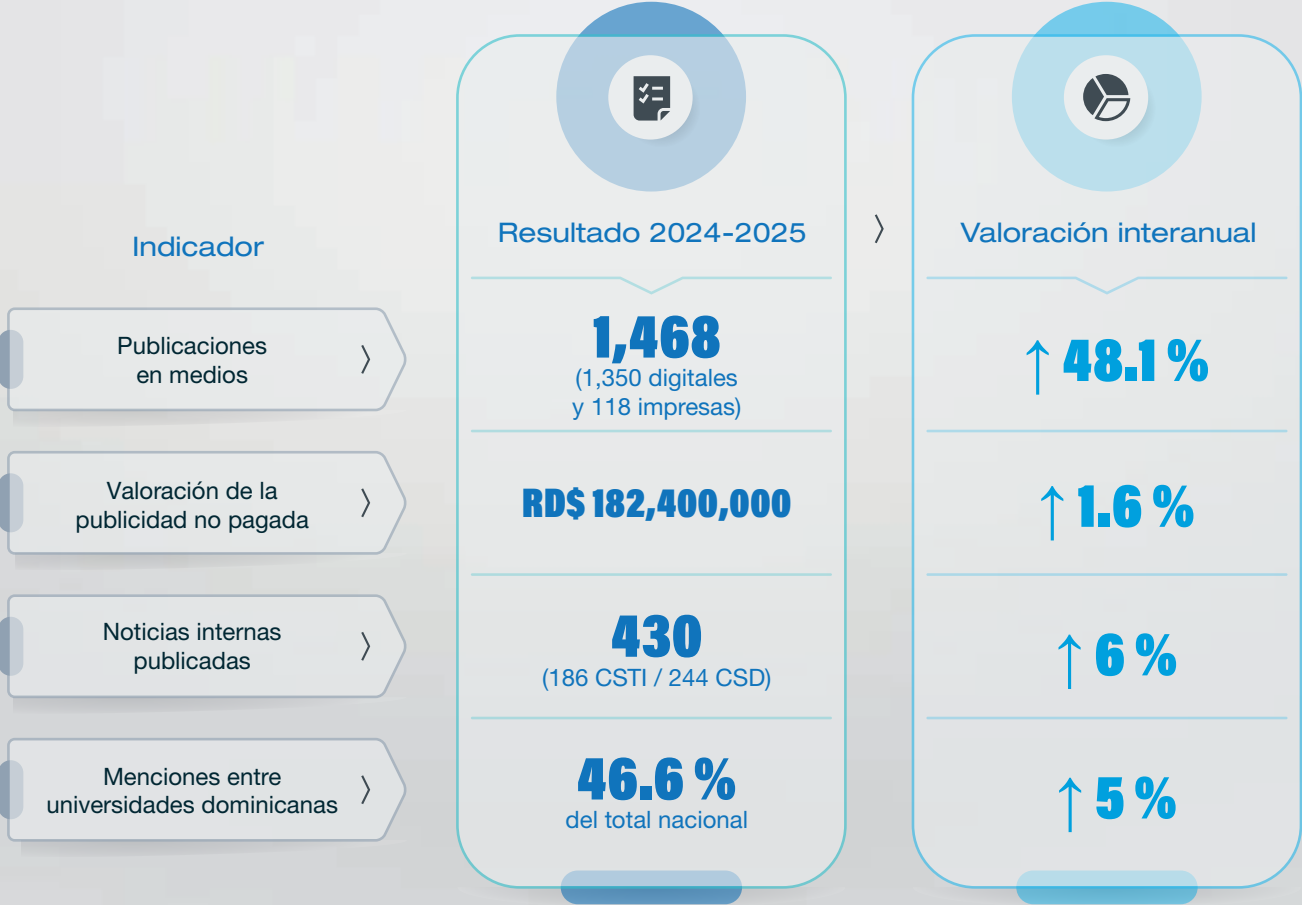 Indicador
Resultado 2024-2025
〉
Valoración interanual
Publicaciones
en medios
〉
1,468
(1,350 digitales
y 118 impresas)
↑ 48.1 %
Valoración de la
publicidad no pagada
〉
RD$ 182,400,000
↑ 1.6 %
Noticias internas
publicadas
〉
430
(186 CSTI / 244 CSD)
↑ 6 %
Menciones entre
universidades dominicanas
〉
46.6 %
del total nacional
↑ 5 %